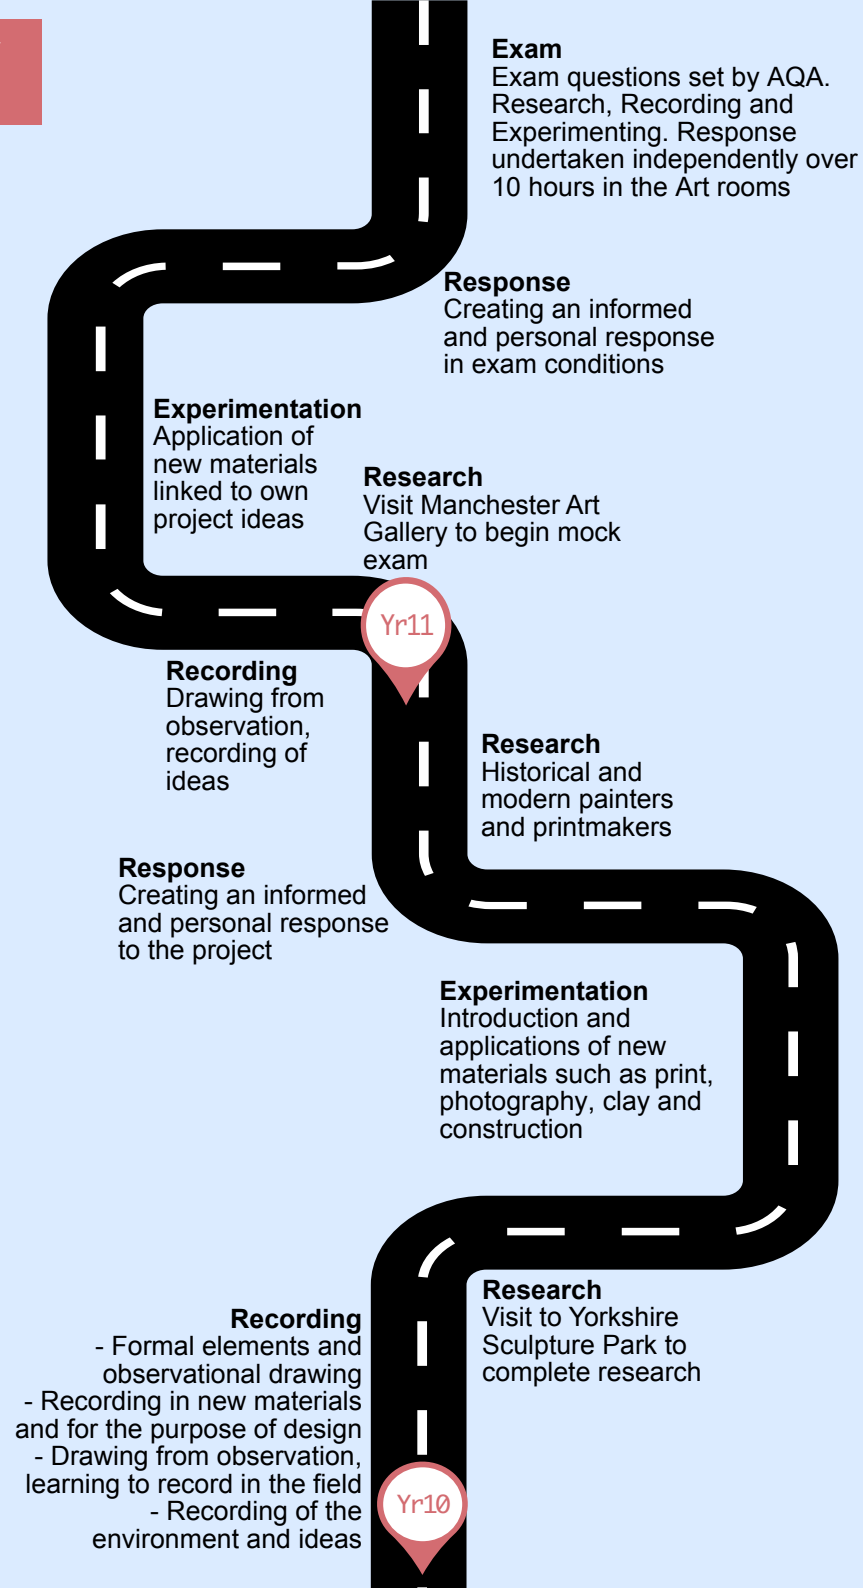 Exam
Exam questions set by AQA.
Research, Recording and
Experimenting. Response
undertaken independently over
10 hours in the Art rooms
Response
Creating an informed
and personal response
in exam conditions
Experimentation
Application of
new materials
linked to own
project ideas
Research
Visit Manchester Art
Gallery to begin mock
exam
Yr11
Recording
Drawing from
observation,
recording of
ideas
Research
Historical and
modern painters
and printmakers
Response
Creating an informed
and personal response
to the project
Experimentation
Introduction and
applications of new
materials such as print,
photography, clay and
construction
Research
Visit to Yorkshire
Sculpture Park to
complete research
Recording
- Formal elements and
observational drawing
- Recording in new materials
and for the purpose of design
- Drawing from observation,
learning to record in the field
- Recording of the
environment and ideas
Yr10